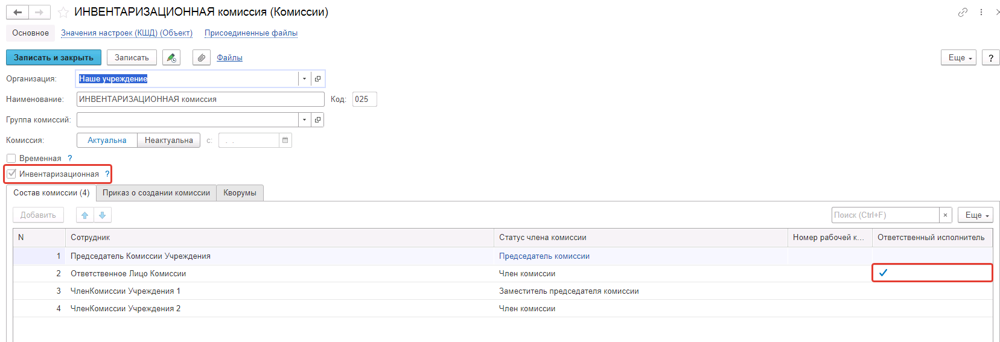 ИНВЕНТАРИЗАЦИОННАЯ комиссия (Комиссии)
Основное Значения настроек (КШД) (Объект) Присоединенные файлы
Записать и закрыть Записать Файлы Еще ?
Организация: Наше учреждение
Наименование: ИНВЕНТАРИЗАЦИОННАЯ комиссия Код: 025
Группа комиссий:
Комиссия: Актуальна Неактуальна с: . .
Временная ?
Инвентаризационная ?
Состав комиссии (4) Приказ о создании комиссии Кворумы
Добавить Поиск (Ctrl+F) × Еще
N Сотрудник Статус члена комиссии Номер рабочей к... Ответственный исполнитель
1 Председатель Комиссии Учреждения Председатель комиссии
2 Ответственное Лицо Комиссии Член комиссии
3 ЧленКомиссии Учреждения 1 Заместитель председателя комиссии
4 ЧленКомиссии Учреждения 2 Член комиссии